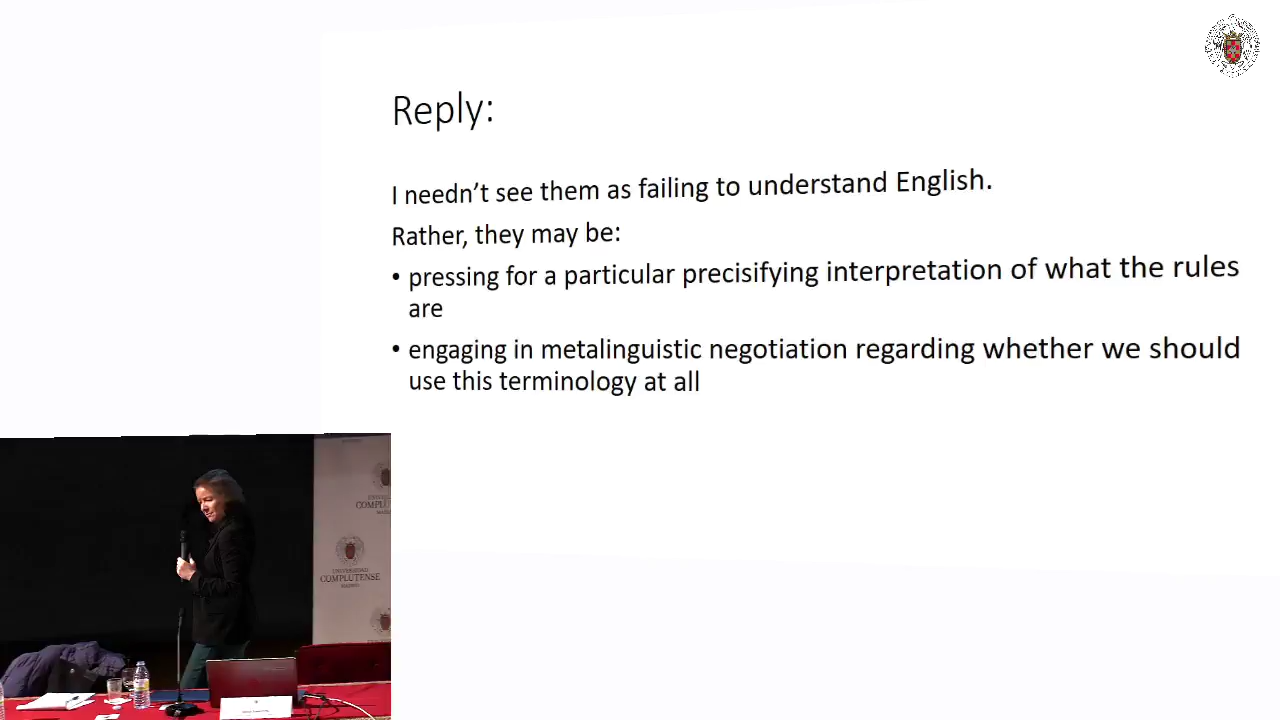 Reply:
I needn’t see them as failing to understand English.
Rather, they may be:
• pressing for a particular precisifying interpretation of what the rules
are
• engaging in metalinguistic negotiation regarding whether we should
use this terminology at all
COMPLUTENSE
UNIVERSIDAD
COMPLUTENSE
MADRID